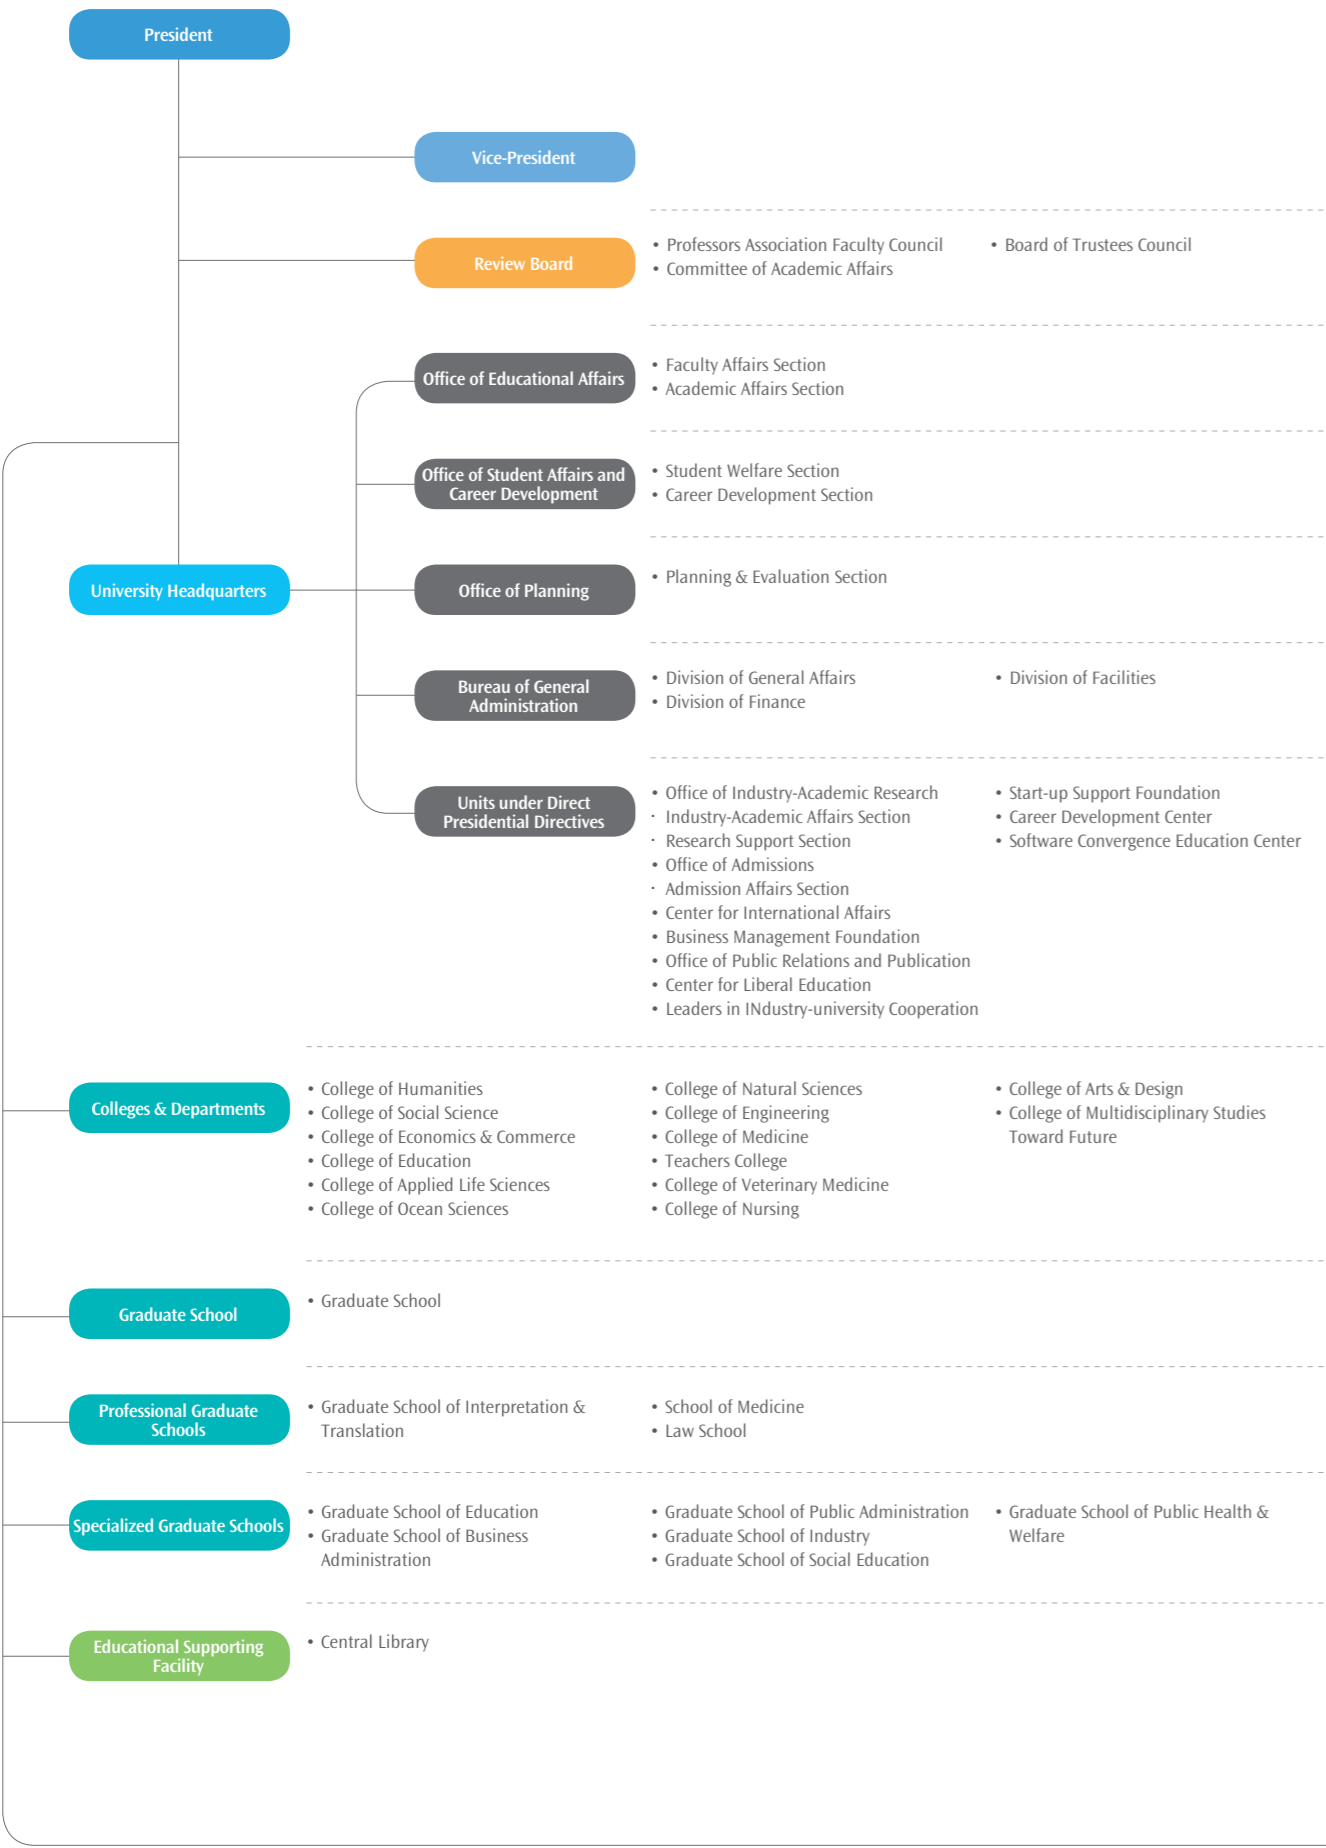 President
Vice-President
Review Board
• Professors Association Faculty Council
• Committee of Academic Affairs
• Board of Trustees Council
Office of Educational Affairs
• Faculty Affairs Section
• Academic Affairs Section
Office of Student Affairs and
Career Development
• Student Welfare Section
• Career Development Section
University Headquarters
Office of Planning
• Planning & Evaluation Section
Bureau of General
Administration
• Division of General Affairs
• Division of Finance
• Division of Facilities
Units under Direct
Presidential Directives
• Office of Industry-Academic Research
· Industry-Academic Affairs Section
· Research Support Section
• Office of Admissions
· Admission Affairs Section
• Center for International Affairs
• Business Management Foundation
• Office of Public Relations and Publication
• Center for Liberal Education
• Leaders in INdustry-university Cooperation
• Start-up Support Foundation
• Career Development Center
• Software Convergence Education Center
Colleges & Departments
• College of Humanities
• College of Social Science
• College of Economics & Commerce
• College of Education
• College of Applied Life Sciences
• College of Ocean Sciences
• College of Natural Sciences
• College of Engineering
• College of Medicine
• Teachers College
• College of Veterinary Medicine
• College of Nursing
• College of Arts & Design
• College of Multidisciplinary Studies
Toward Future
Graduate School
• Graduate School
Professional Graduate
Schools
• Graduate School of Interpretation &
Translation
• School of Medicine
• Law School
Specialized Graduate Schools
• Graduate School of Education
• Graduate School of Business
Administration
• Graduate School of Public Administration
• Graduate School of Industry
• Graduate School of Social Education
• Graduate School of Public Health &
Welfare
Educational Supporting
Facility
• Central Library